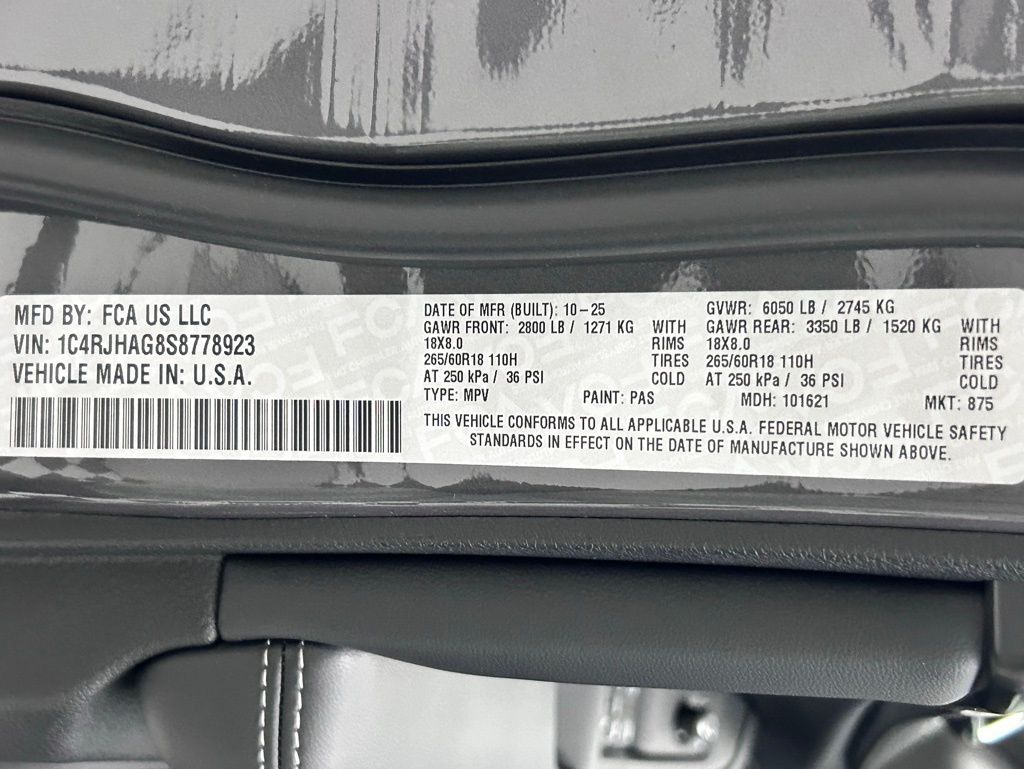 MFD BY: FCA US LLC
VIN: 1C4RJHAG8S8778923
VEHICLE MADE IN: U.S.A.
DATE OF MFR (BUILT): 10-25
GAWR FRONT: 2800 LB / 1271 KG WITH
18X8.0 RIMS
265/60R18 110H TIRES
AT 250 kPa / 36 PSI COLD
GVWR: 6050 LB / 2745 KG
GAWR REAR: 3350 LB / 1520 KG WITH
18X8.0 RIMS
265/60R18 110H TIRES
AT 250 kPa / 36 PSI COLD
TYPE: MPV PAINT: PAS MDH: 101621 MKT: 875
THIS VEHICLE CONFORMS TO ALL APPLICABLE U.S.A. FEDERAL MOTOR VEHICLE SAFETY
STANDARDS IN EFFECT ON THE DATE OF MANUFACTURE SHOWN ABOVE.